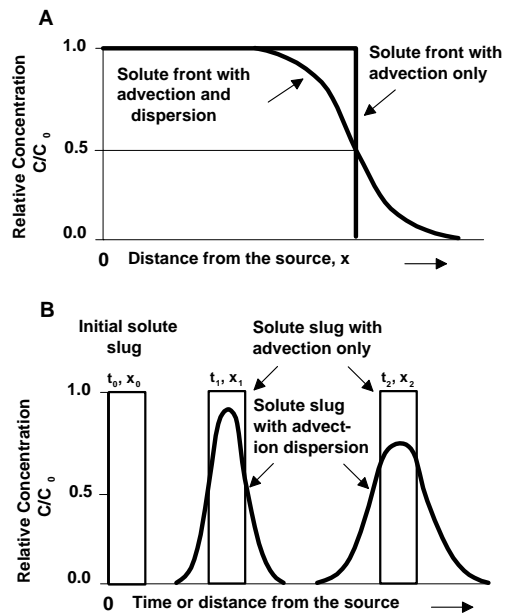 A
Relative Concentration
C/C₀
1.0
0.5
0.0
Solute front with
advection and
dispersion
Solute front with
advection only
0
Distance from the source, x
B
Initial solute
slug
Solute slug with
advection only
t₀, x₀
t₁, x₁
t₂, x₂
Relative Concentration
C/C₀
1.0
0.5
0.0
Solute slug
with advect-
ion dispersion
0
Time or distance from the source